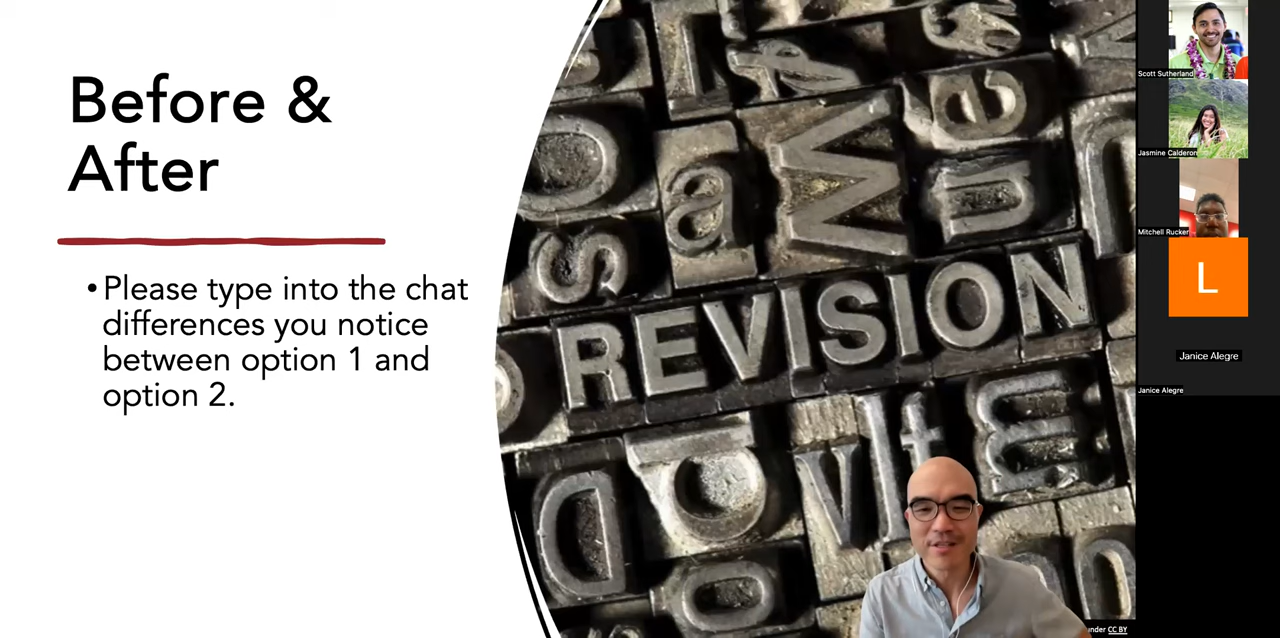 Before &
After
• Please type into the chat
differences you notice
between option 1 and
option 2.
REVISION
under CC BY
Scott Sutherland
Jasmine Calderon
Mitchell Rucker
L
Janice Alegre
Janice Alegre